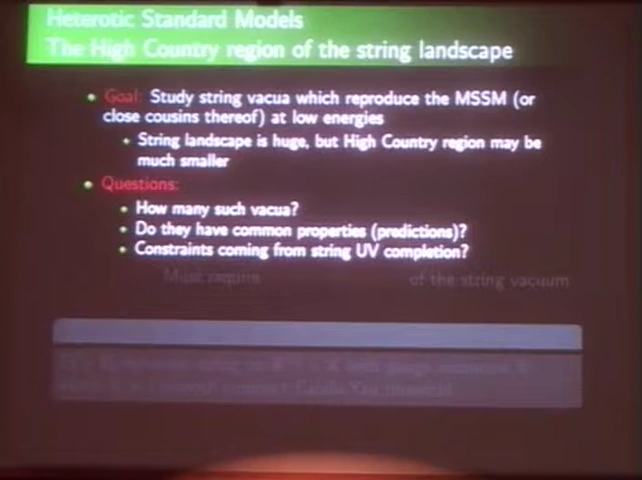 Heterotic Standard Models
The High Country region of the string landscape
Goal: Study string vacua which reproduce the MSSM (or
close cousins thereof) at low energies
String landscape is huge, but High Country region may be
much smaller
Questions:
How many such vacua?
Do they have common properties (predictions)?
Constraints coming from string UV completion?
Must require of the string vacuum